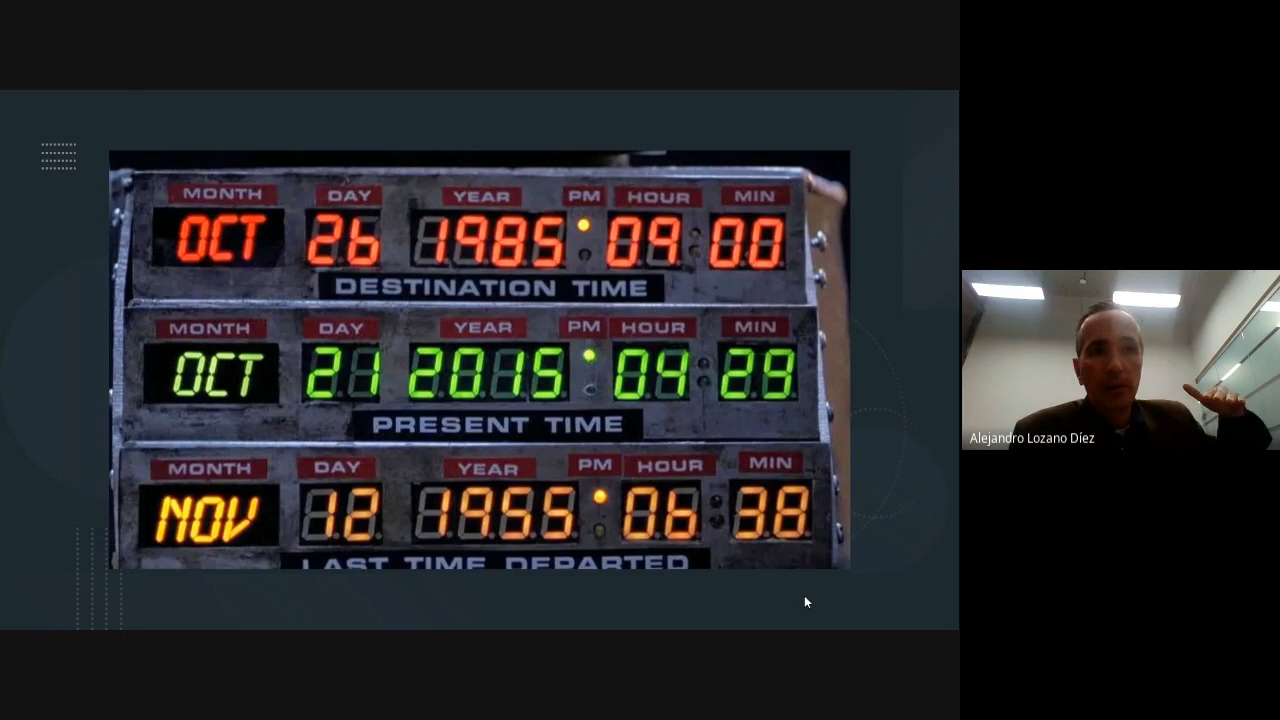 MONTH DAY YEAR PM HOUR MIN
OCT 26 1985 09 00
DESTINATION TIME
MONTH DAY YEAR PM HOUR MIN
OCT 21 2015 04 29
PRESENT TIME
MONTH DAY YEAR PM HOUR MIN
NOV 12 1955 06 38
LAST TIME DEPARTED
Alejandro Lozano Díez